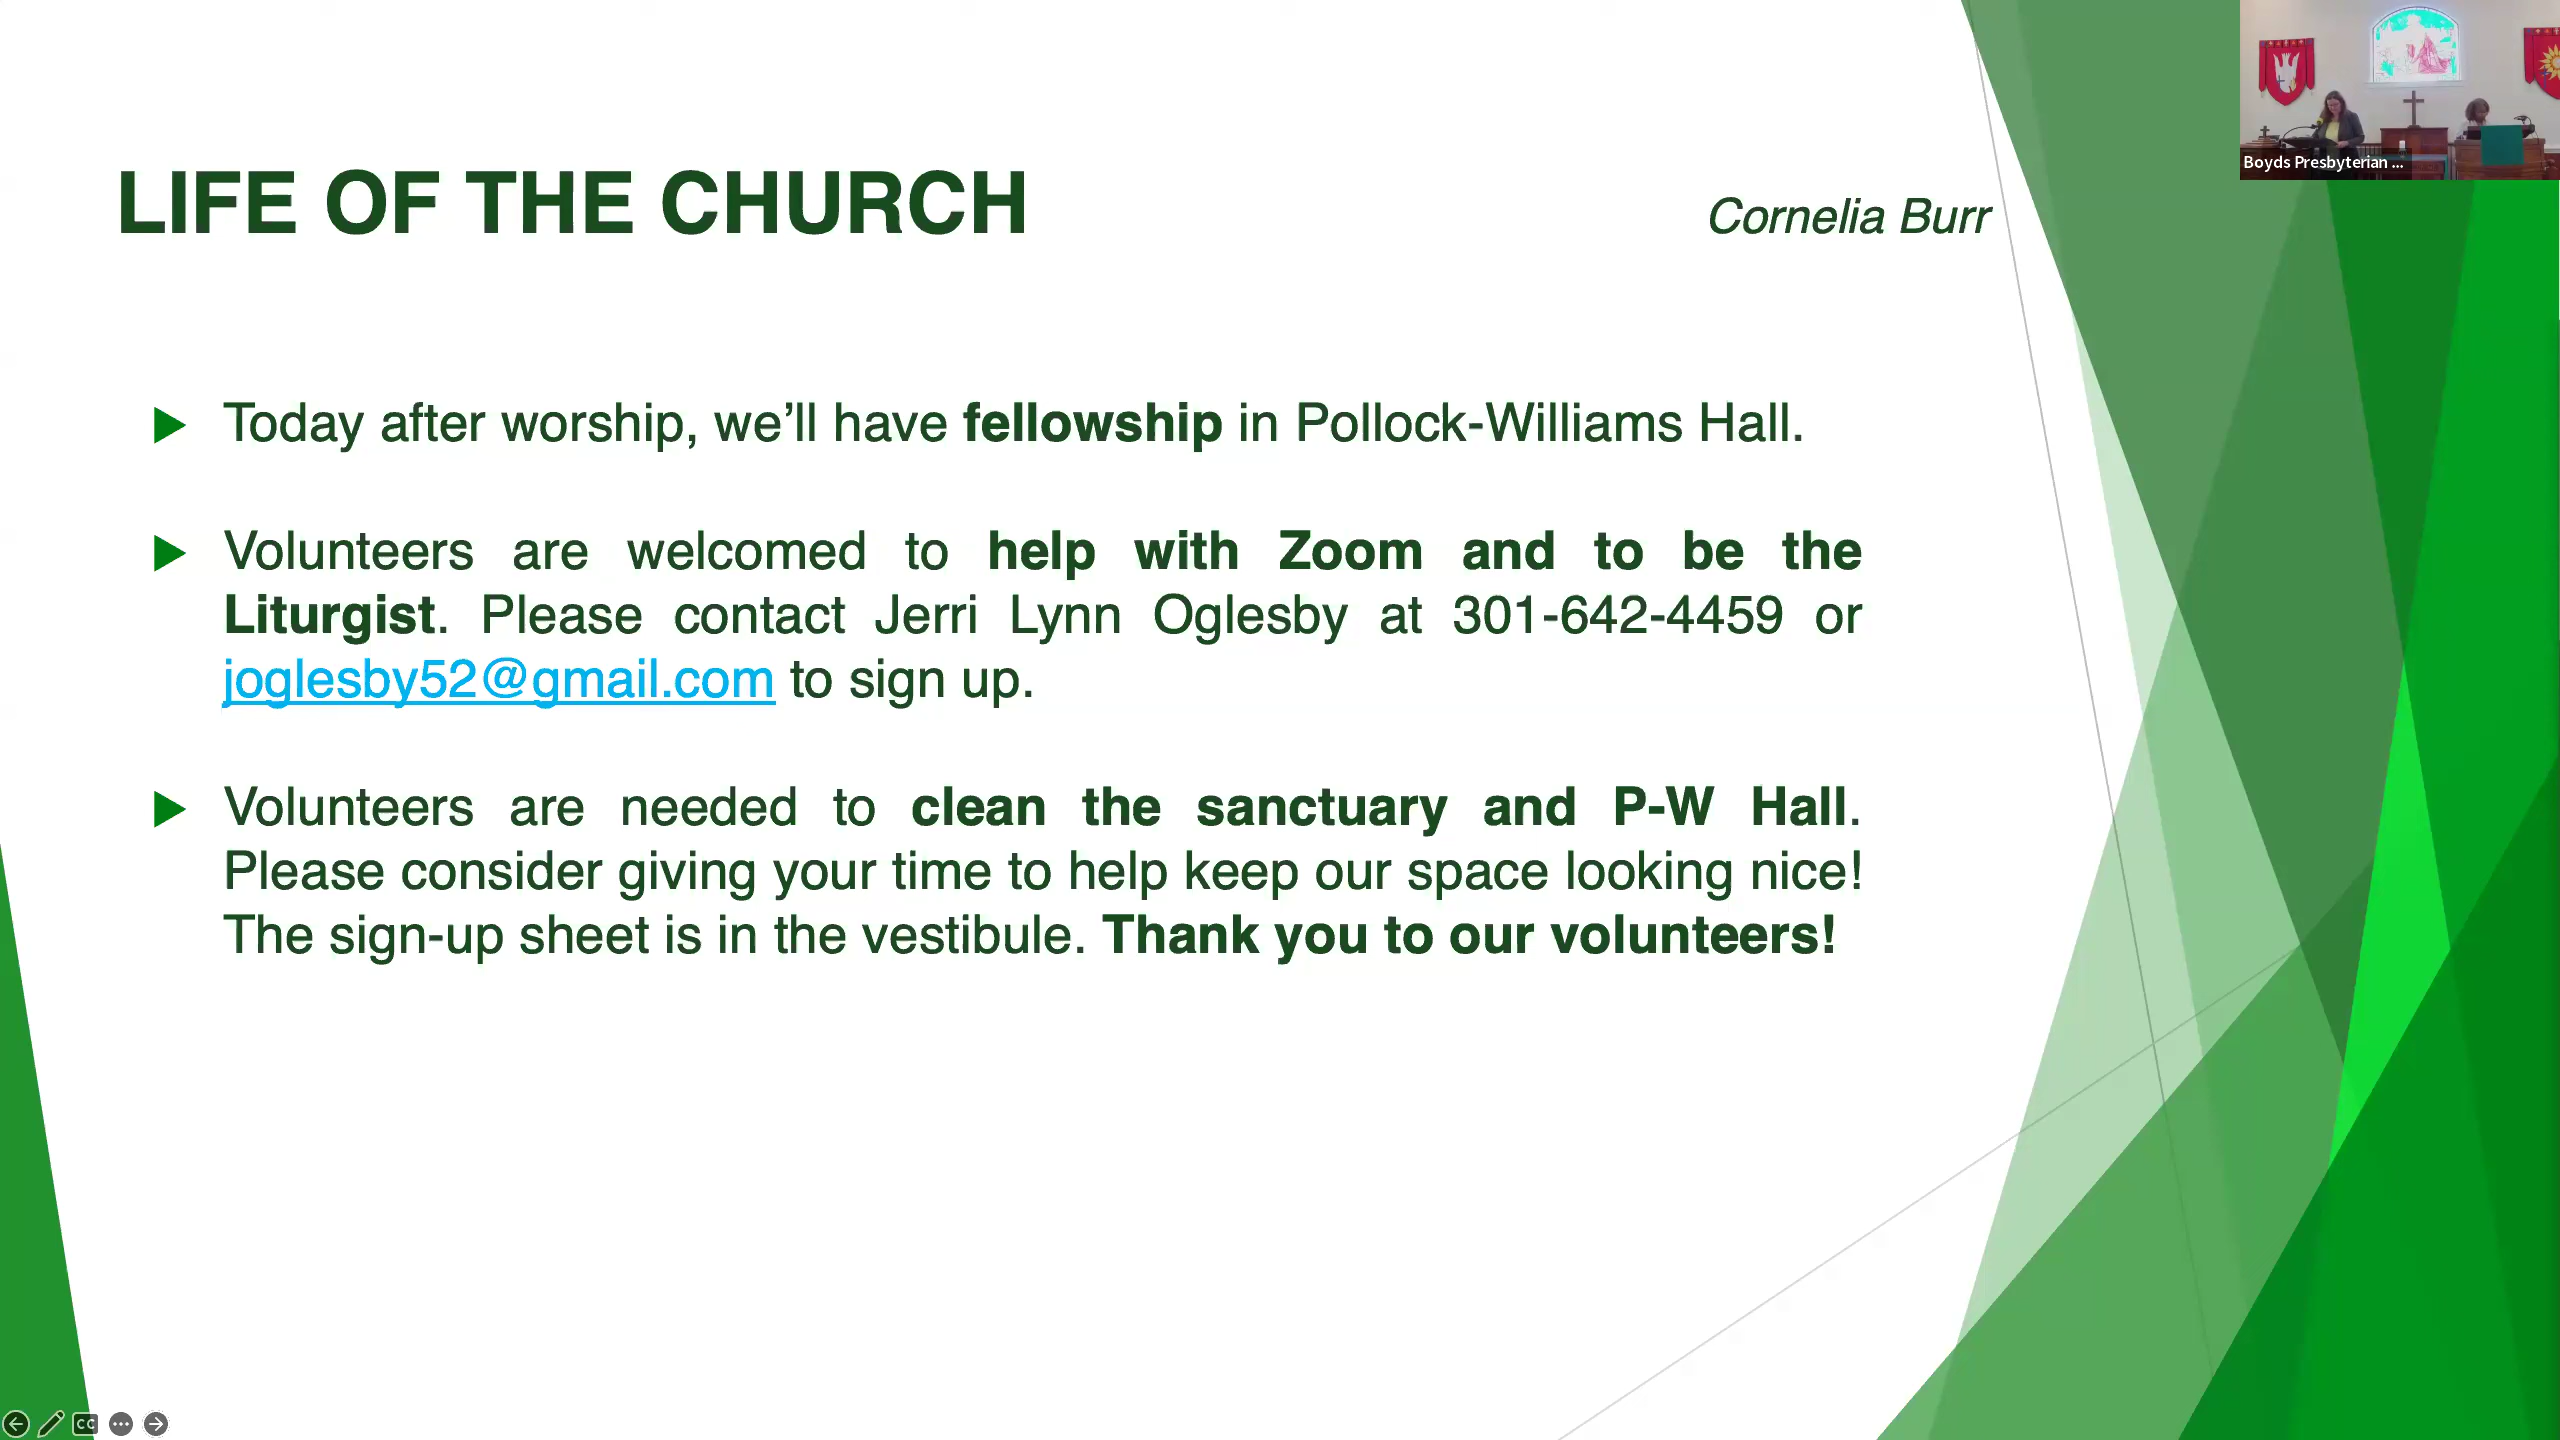 LIFE OF THE CHURCH
Cornelia Burr
Boyds Presbyterian ...
Today after worship, we’ll have fellowship in Pollock-Williams Hall.
Volunteers are welcomed to help with Zoom and to be the
Liturgist. Please contact Jerri Lynn Oglesby at 301-642-4459 or
joglesby52@gmail.com to sign up.
Volunteers are needed to clean the sanctuary and P-W Hall.
Please consider giving your time to help keep our space looking nice!
The sign-up sheet is in the vestibule. Thank you to our volunteers!
CC